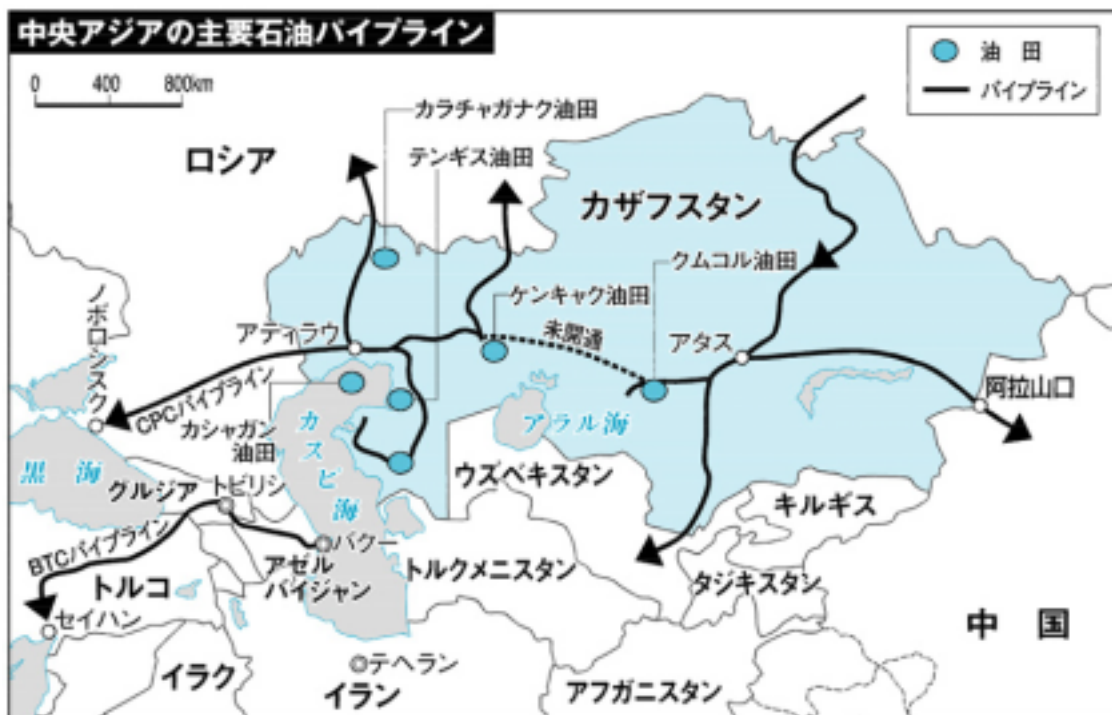 中央アジアの主要石油パイプライン
0 400 800km
油田
パイプライン
カラチャガナク油田
テンギス油田
ロシア
カザフスタン
クムコル油田
ケンキャク油田
未開通
アティラウ
アタス
阿拉山口
ノボロシスク
CPCパイプライン
カシャガン
油田
カスピ海
アラル海
黒海
グルジア
トビリシ
ウズベキスタン
キルギス
BTCパイプライン
バクー
アゼル
バイジャン
トルクメニスタン
タジキスタン
トルコ
セイハン
中国
テヘラン
イラク
イラン
アフガニスタン